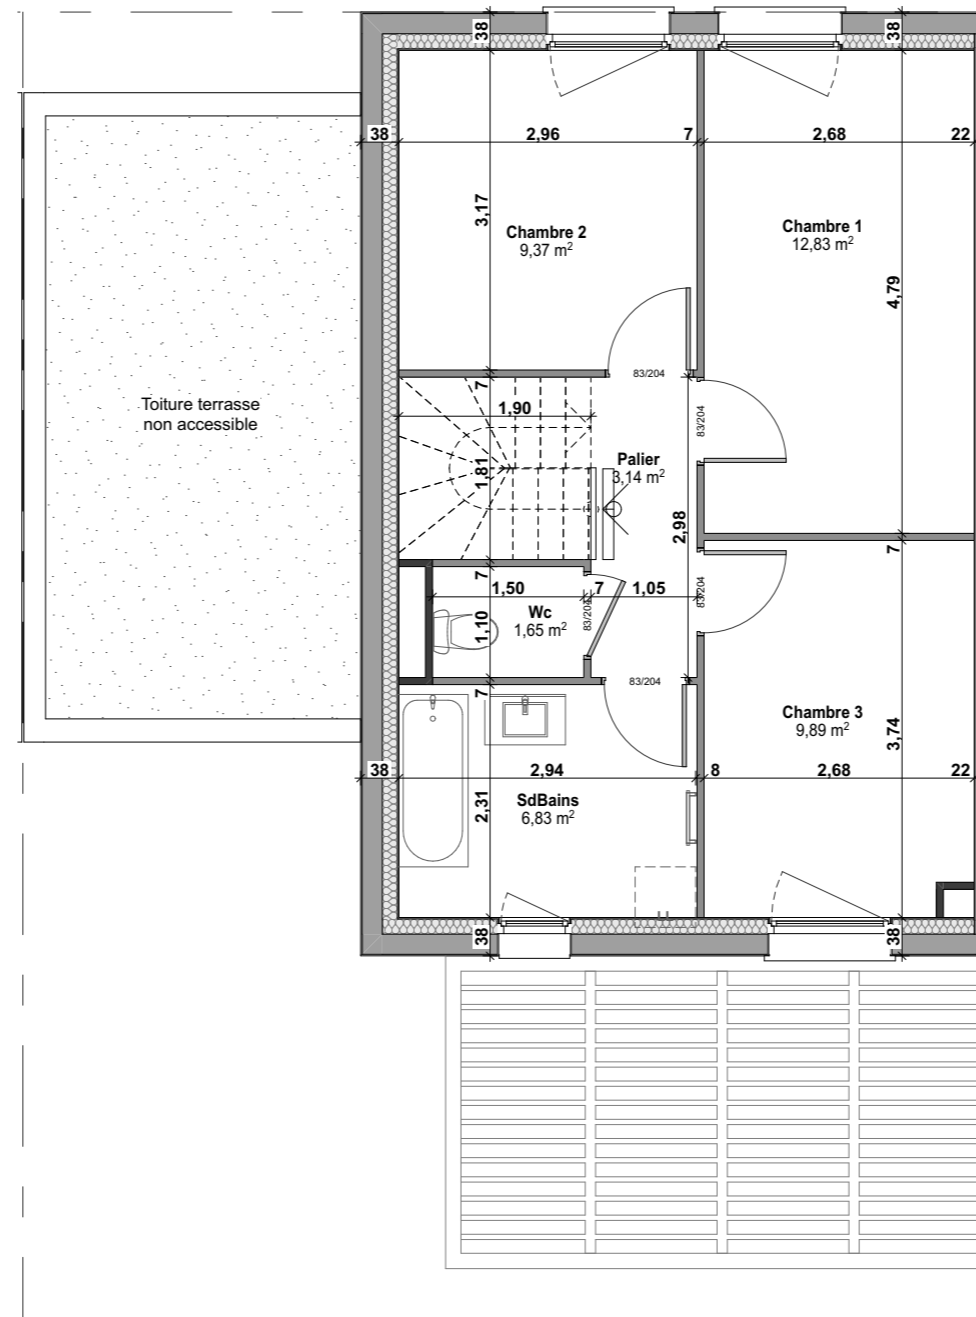 38
38
38
2,96
7
2,68
22
3,17
Chambre 2
9,37 m²
Chambre 1
12,83 m²
4,79
83/204
7
1,90
83/204
Toiture terrasse
non accessible
1,81
Palier
3,14 m²
2,98
7
7
1,50
7
1,05
83/204
83/204
Wc
1,65 m²
1,10
83/204
7
Chambre 3
9,89 m²
3,74
38
2,94
8
2,68
22
SdBains
6,83 m²
2,31
38
38